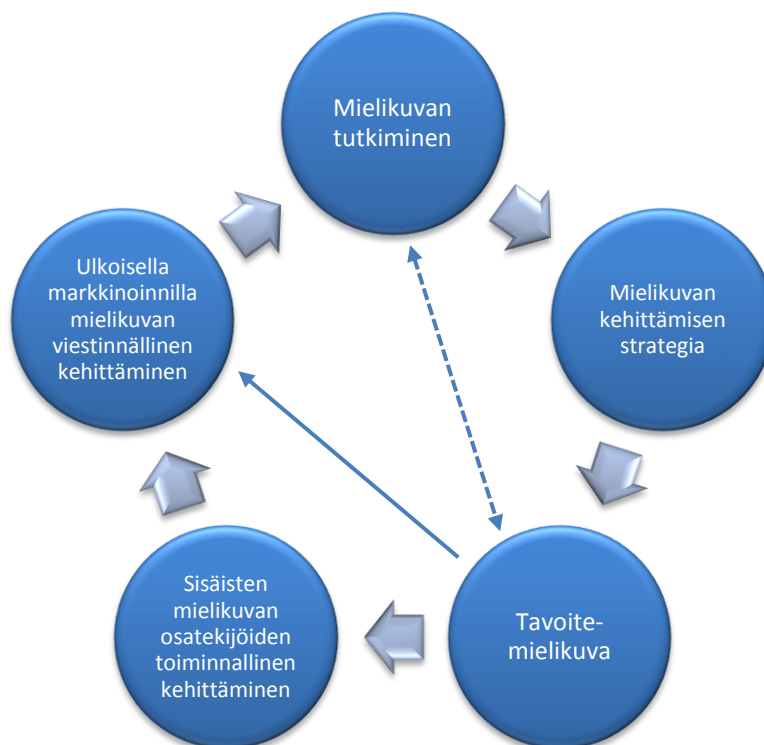 Mielikuvan
tutkiminen
Mielikuvan
kehittämisen
strategia
Tavoite-
mielikuva
Sisäisten
mielikuvan
osatekijöiden
toiminnallinen
kehittäminen
Ulkoisella
markkinoinnilla
mielikuvan
viestinnällinen
kehittäminen